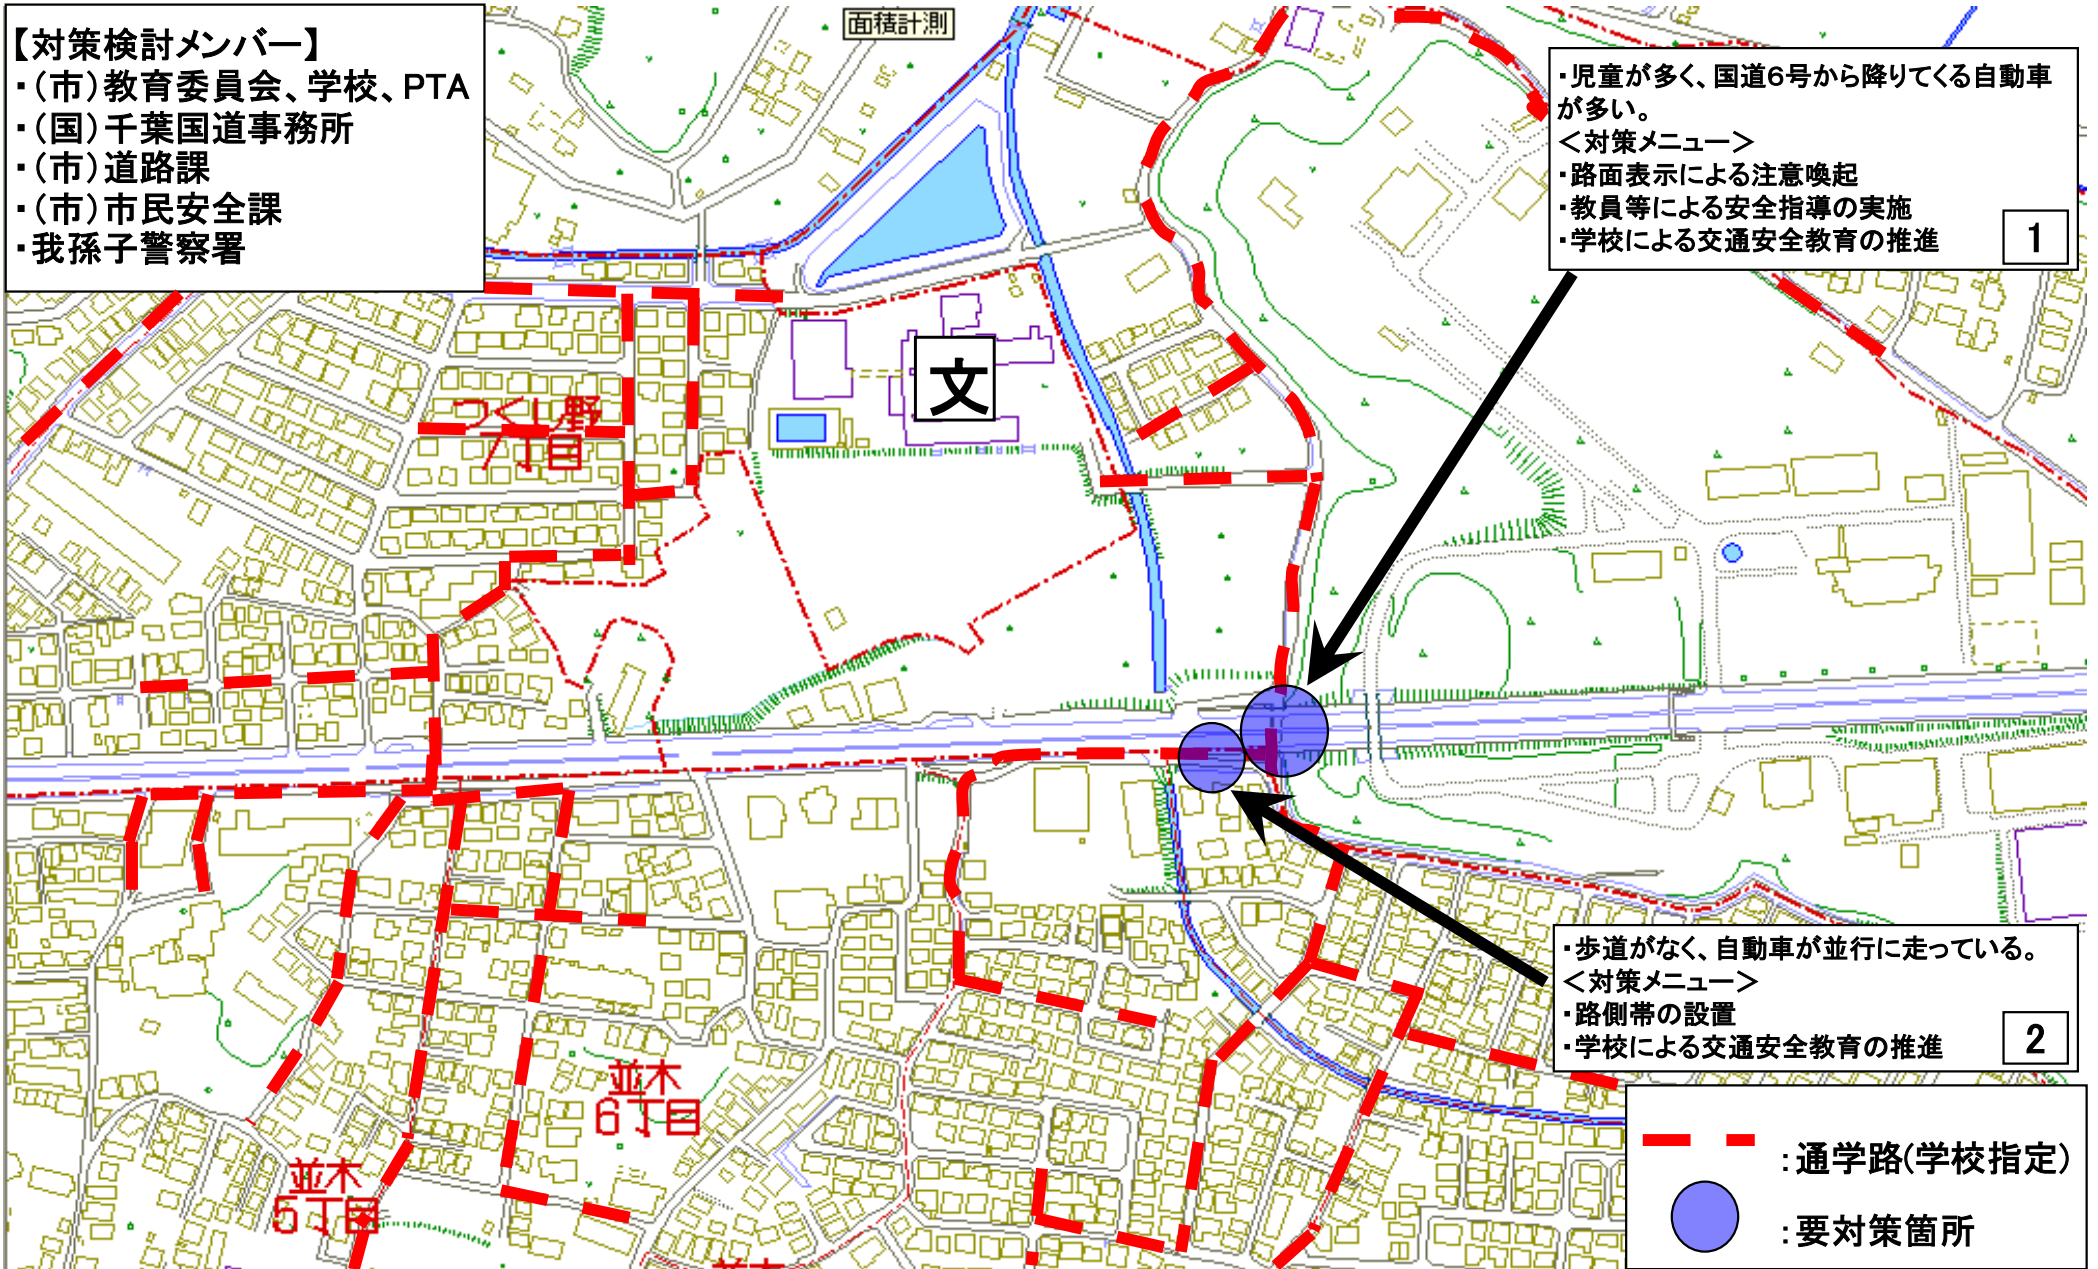 【対策検討メンバー】
・(市)教育委員会、学校、PTA
・(国)千葉国道事務所
・(市)道路課
・(市)市民安全課
・我孫子警察署
面積計測
・児童が多く、国道6号から降りてくる自動車
が多い。
<対策メニュー>
・路面表示による注意喚起
・教員等による安全指導の実施
・学校による交通安全教育の推進
1
文
つくし野
7丁目
・歩道がなく、自動車が並行に走っている。
<対策メニュー>
・路側帯の設置
・学校による交通安全教育の推進
2
並木
6丁目
並木
5丁目
並木
:通学路(学校指定)
:要対策箇所